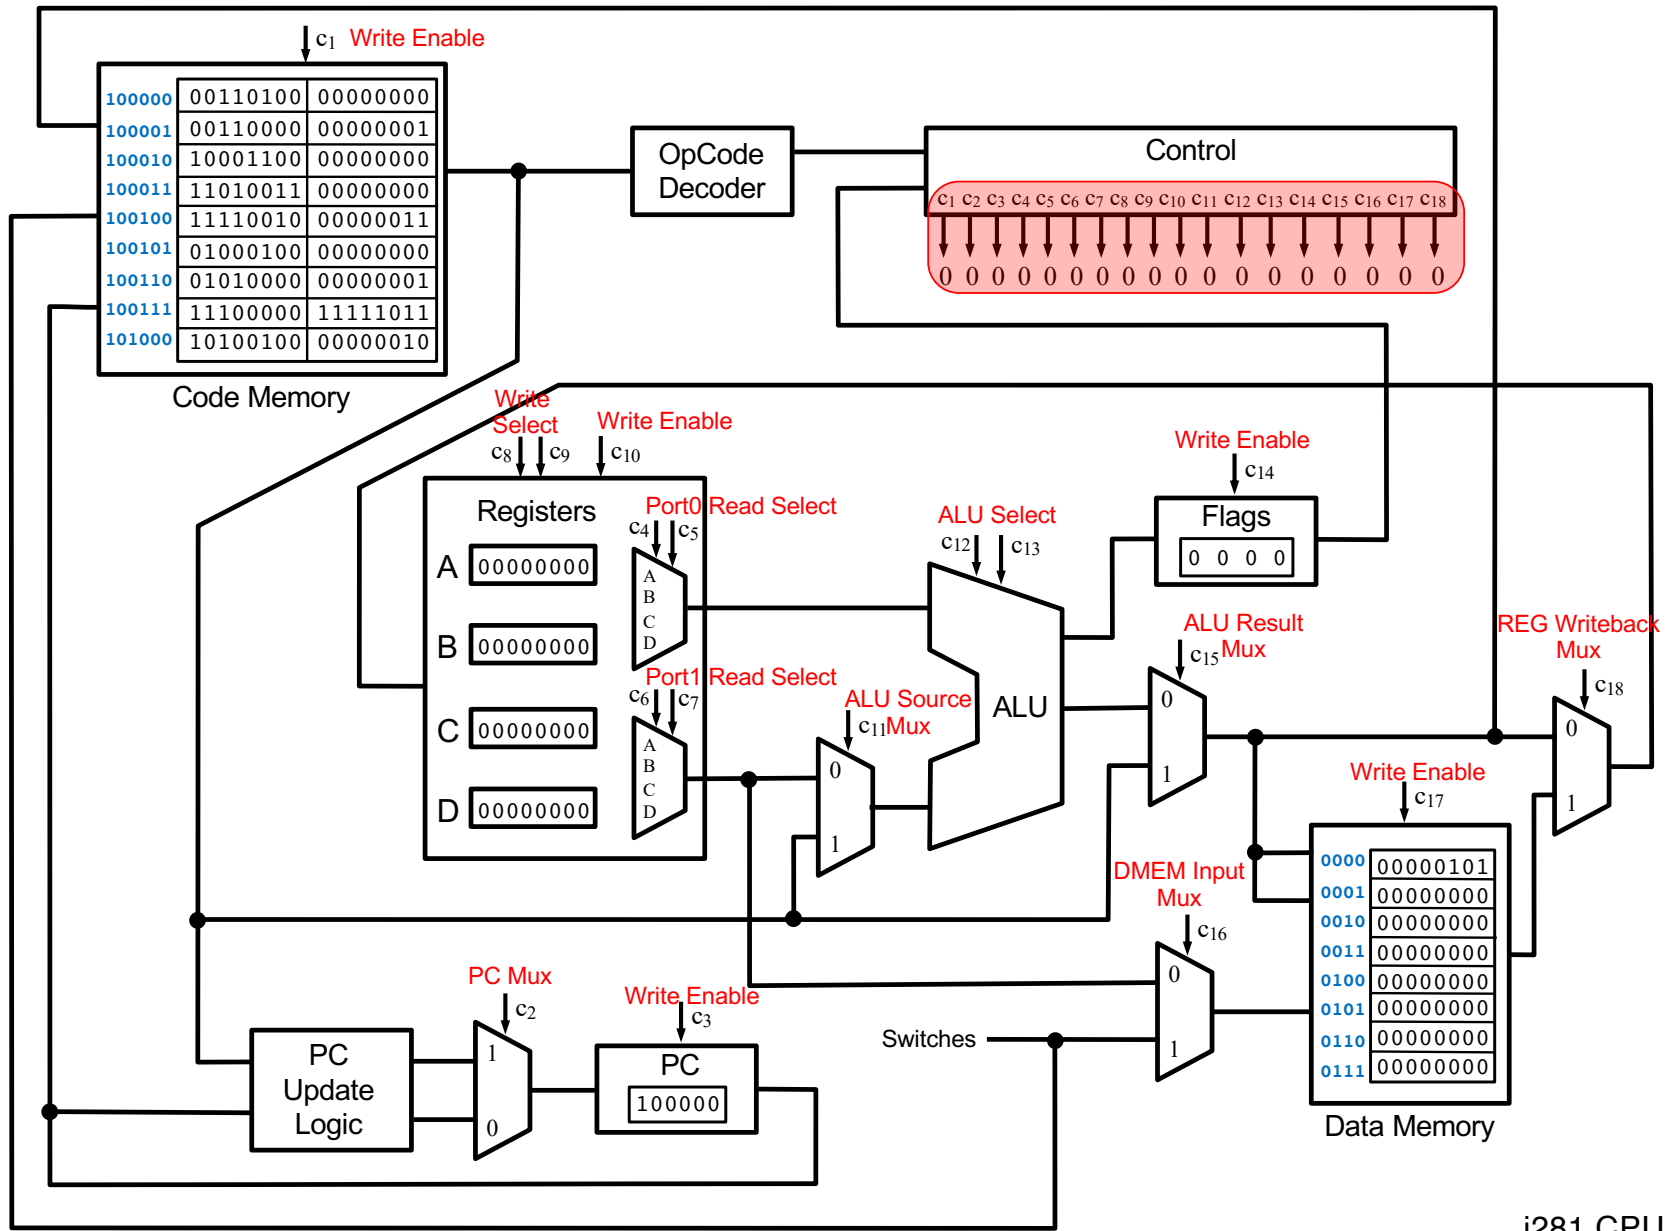 c1 Write Enable
100000 00110100 00000000
100001 00110000 00000001
100010 10001100 00000000
100011 11010011 00000000
100100 11110010 00000011
100101 01000100 00000000
100110 01010000 00000001
100111 11100000 11111011
101000 10100100 00000010
Code Memory
OpCode
Decoder
Control
c1 c2 c3 c4 c5 c6 c7 c8 c9 c10 c11 c12 c13 c14 c15 c16 c17 c18
0 0 0 0 0 0 0 0 0 0 0 0 0 0 0 0 0 0
Write
Select
c8 c9
Write Enable
c10
Registers
A 00000000
B 00000000
C 00000000
D 00000000
Port0 Read Select
c4 c5
A
B
C
D
Port1 Read Select
c6 c7
A
B
C
D
ALU Source
Mux
c11
0
1
ALU Select
c12 c13
ALU
Write Enable
c14
Flags
0 0 0 0
ALU Result
Mux
c15
0
1
REG Writeback
Mux
c18
0
1
Write Enable
c17
0000 00000101
0001 00000000
0010 00000000
0011 00000000
0100 00000000
0101 00000000
0110 00000000
0111 00000000
Data Memory
DMEM Input
Mux
c16
0
1
Switches
PC Mux
c2
1
0
Write Enable
c3
PC
100000
PC
Update
Logic
i281 CPU